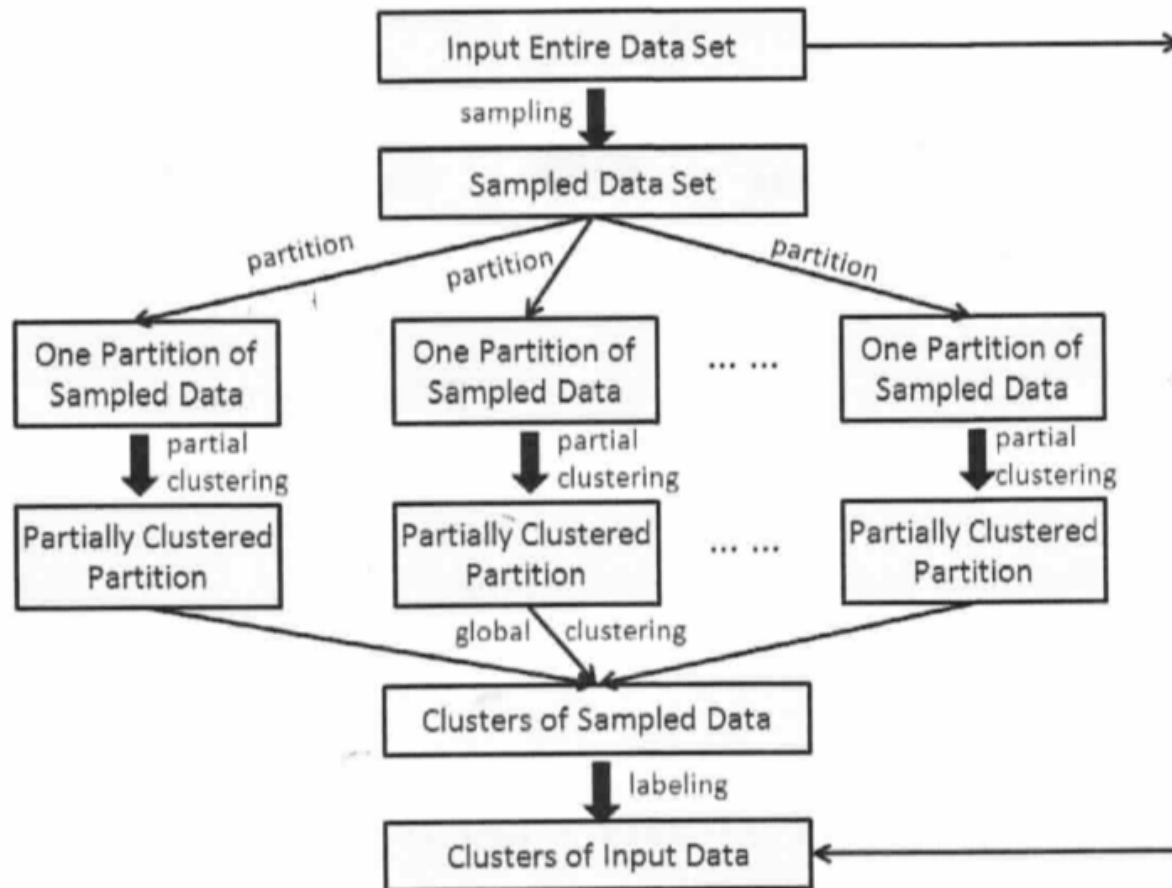 Input Entire Data Set
sampling
Sampled Data Set
partition
partition
partition
One Partition of
Sampled Data
One Partition of
Sampled Data
... ...
One Partition of
Sampled Data
partial
clustering
partial
clustering
partial
clustering
Partially Clustered
Partition
Partially Clustered
Partition
... ...
Partially Clustered
Partition
global clustering
Clusters of Sampled Data
labeling
Clusters of Input Data